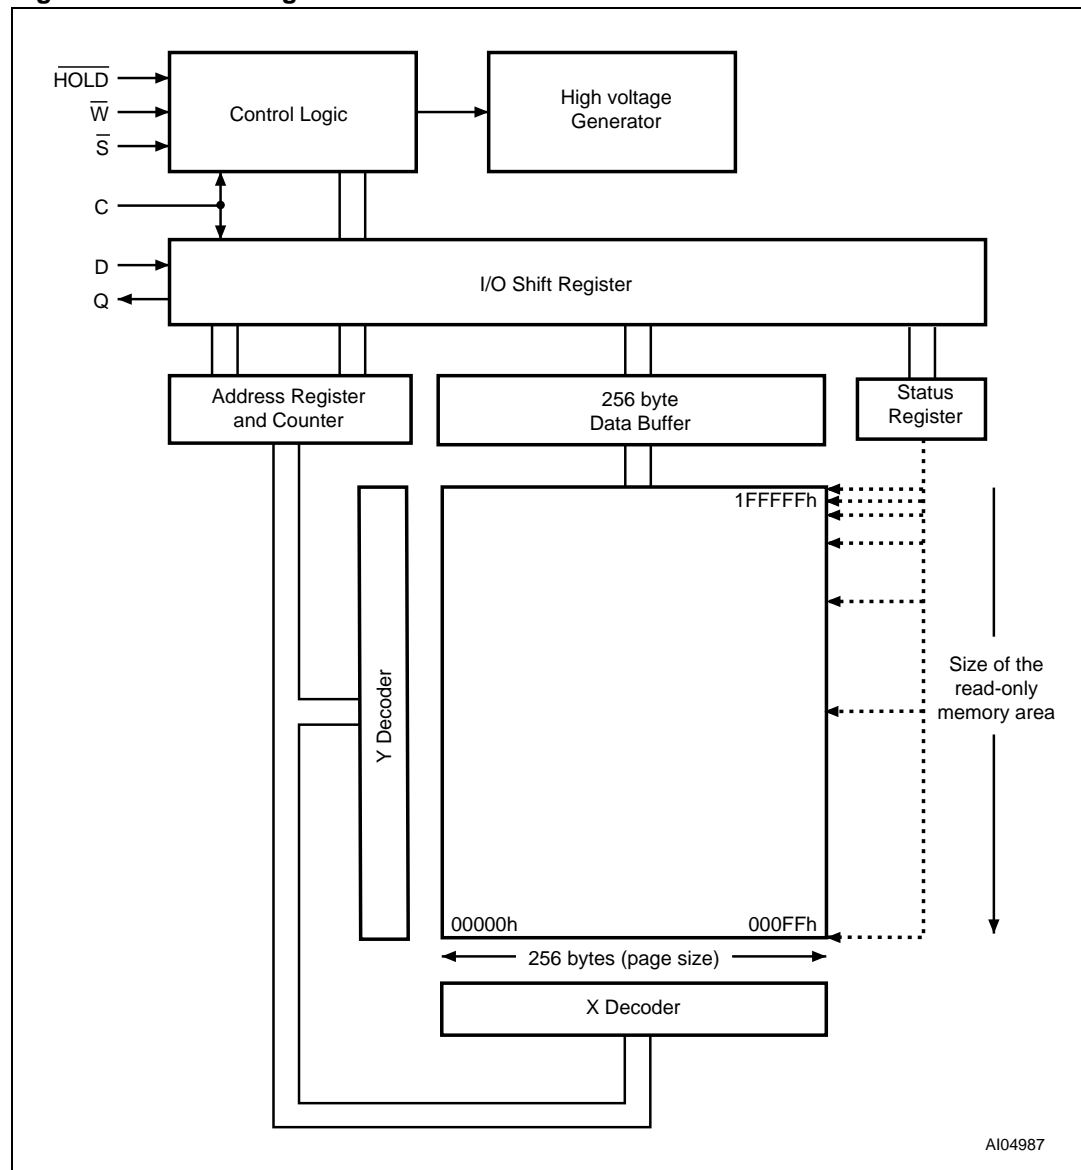 HOLD
W
S
C
D
Q
Control Logic
High voltage
Generator
I/O Shift Register
Address Register
and Counter
256 byte
Data Buffer
Status
Register
1FFFFFh
Y Decoder
Size of the
read-only
memory area
00000h
000FFh
256 bytes (page size)
X Decoder
AI04987